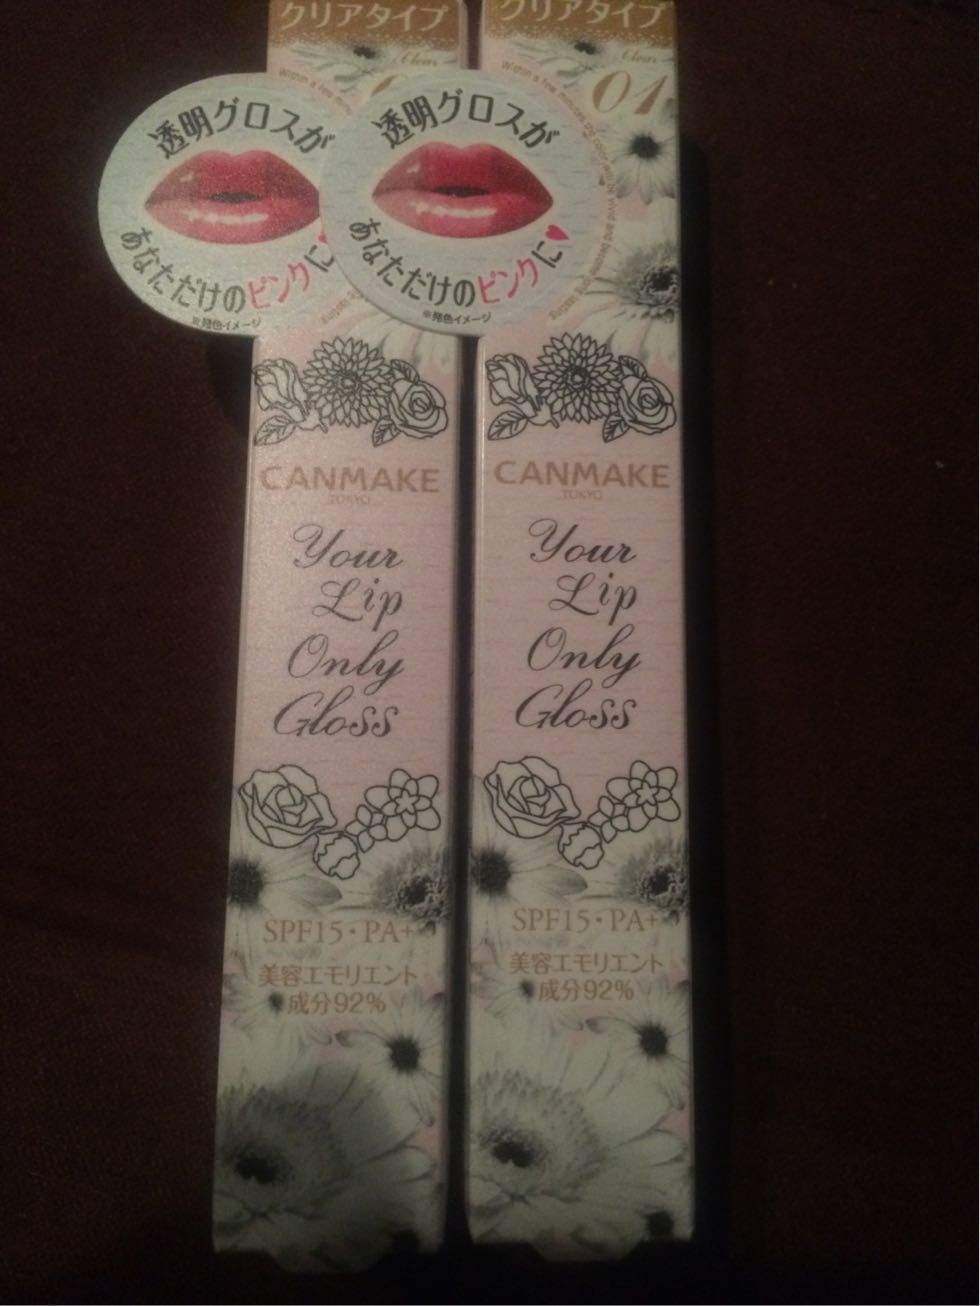 クリアタイプ
透明グロスが
あなただけのピンクに
※発色イメージ
CANMAKE
TOKYO
Your
Lip
Only
Gloss
SPF15・PA+
美容エモリエント
成分92%
クリアタイプ
Clear
01
Within a few minutes
透明グロスが
あなただけのピンクに♥
※発色イメージ
CANMAKE
TOKYO
Your
Lip
Only
Gloss
SPF15・PA+
美容エモリエント
成分92%